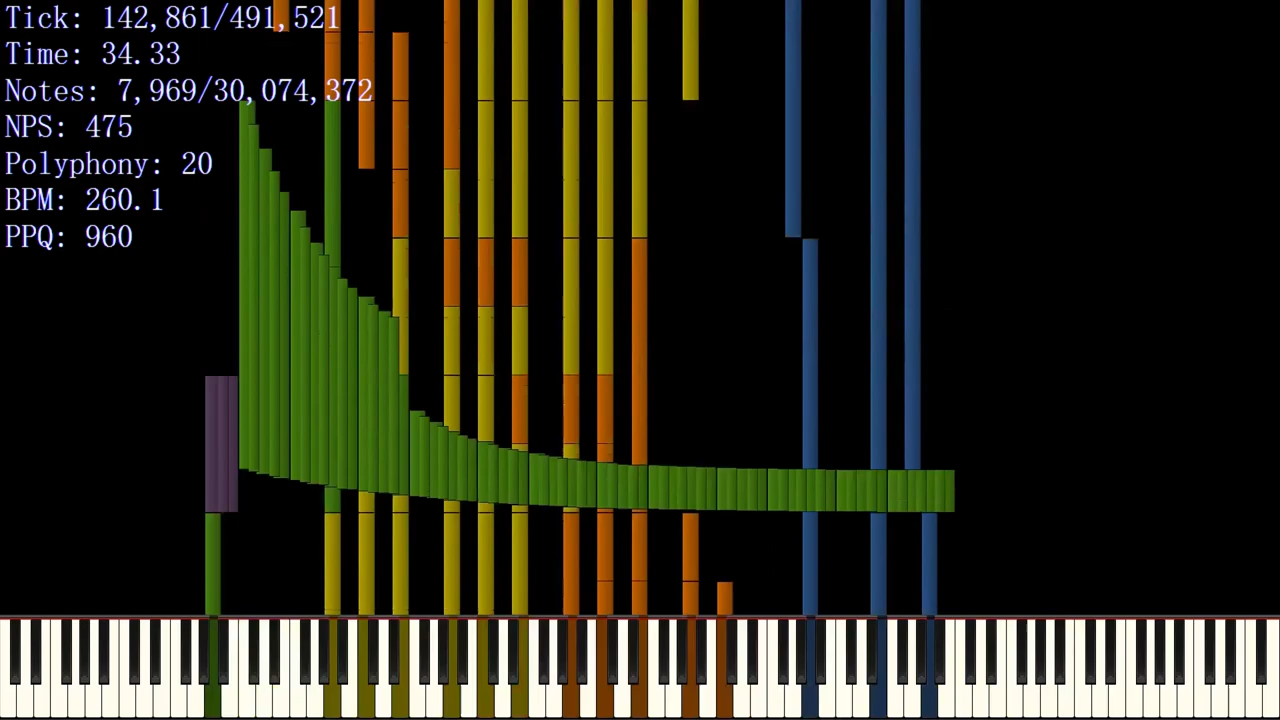 Tick: 142,861/491,521
Time: 34.33
Notes: 7,969/30,074,372
NPS: 475
Polyphony: 20
BPM: 260.1
PPQ: 960